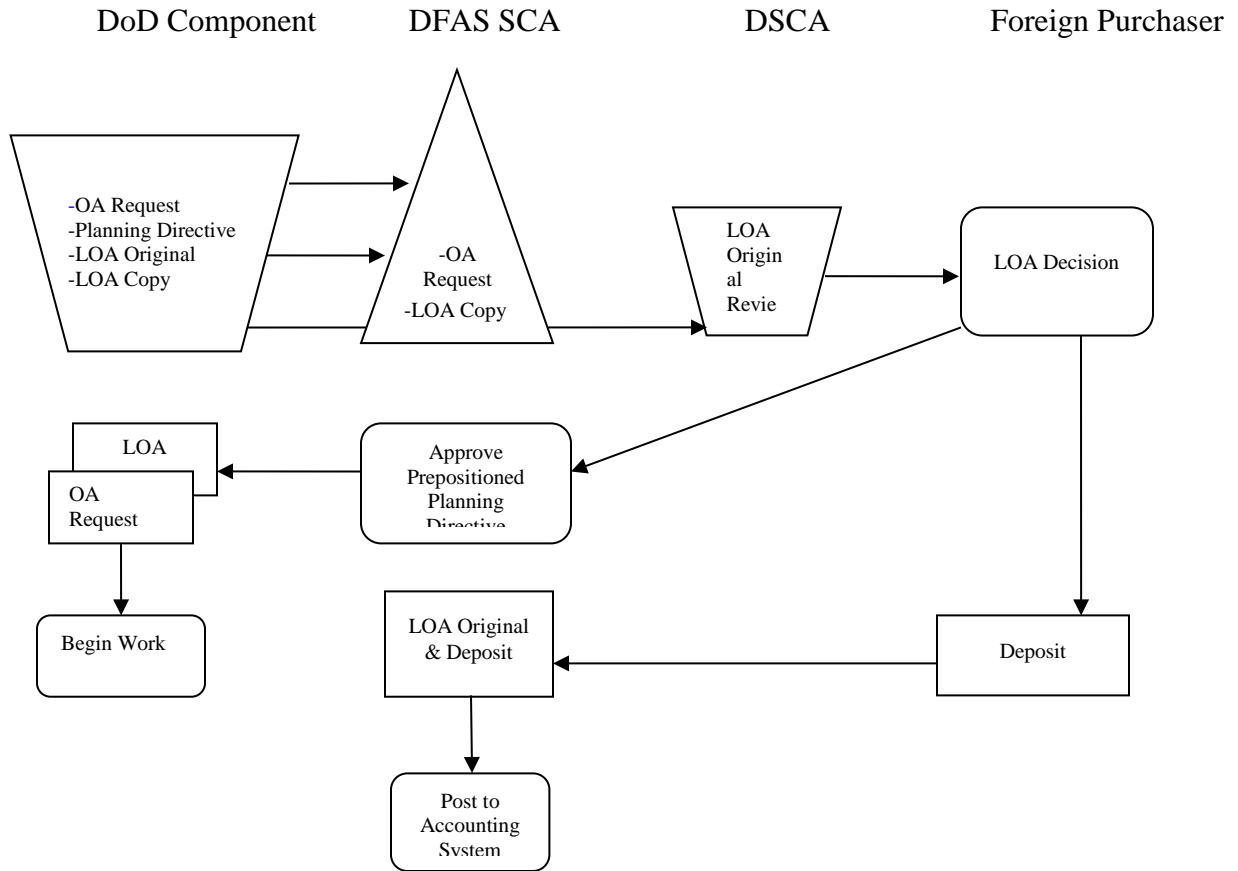 DoD Component DFAS SCA DSCA Foreign Purchaser
-OA Request
-Planning Directive
-LOA Original
-LOA Copy
-OA
Request
-LOA Copy
LOA
Origin
al
Revie
LOA Decision
LOA
OA
Request
Approve
Prepositioned
Planning
Directive
Begin Work
LOA Original
& Deposit
Deposit
Post to
Accounting
System